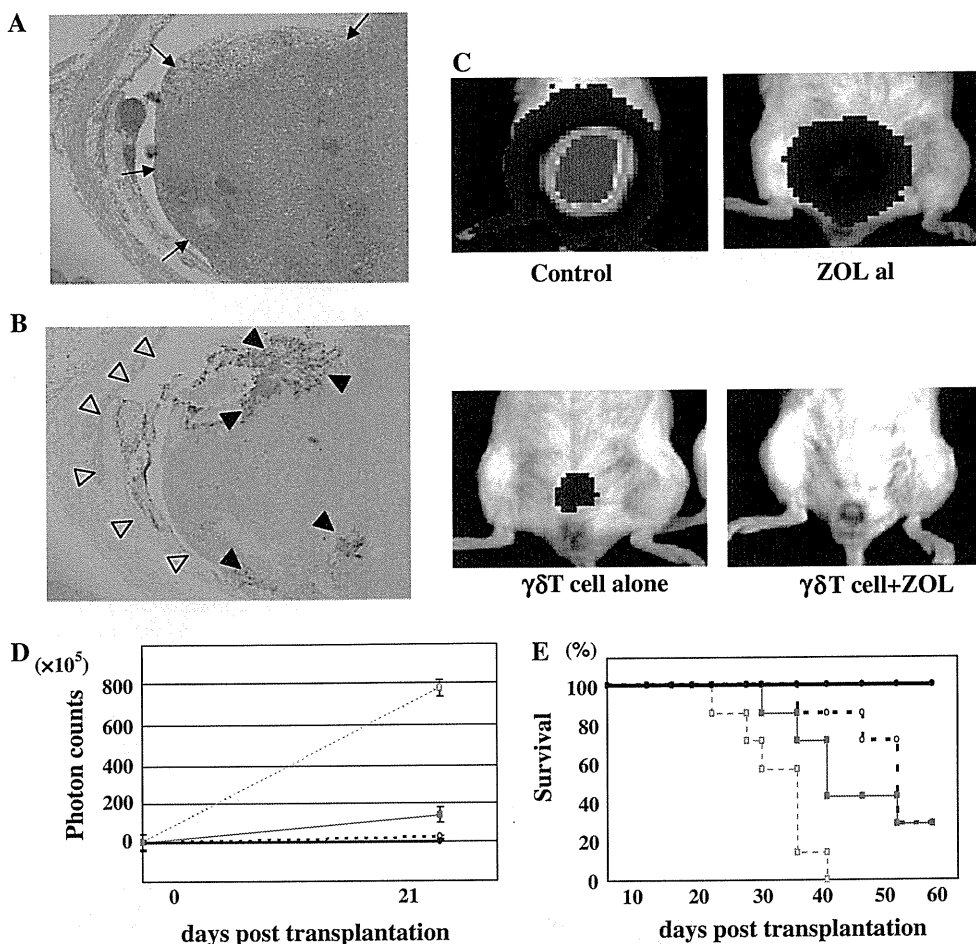 A
C
Control
ZOL al
B
γδT cell alone
γδT cell+ZOL
D
(×10⁵)
Photon counts
800
600
400
200
0
0
21
days post transplantation
E
(%)
Survival
100
80
60
40
20
0
10
20
30
40
50
60
days post transplantation